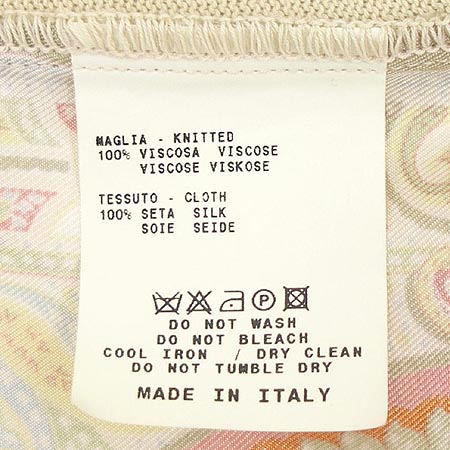 MAGLIA - KNITTED
100% VISCOSA VISCOSE
VISCOSE VISKOSE
TESSUTO - CLOTH
100% SETA SILK
SOIE SEIDE
P
DO NOT WASH
DO NOT BLEACH
COOL IRON / DRY CLEAN
DO NOT TUMBLE DRY
MADE IN ITALY